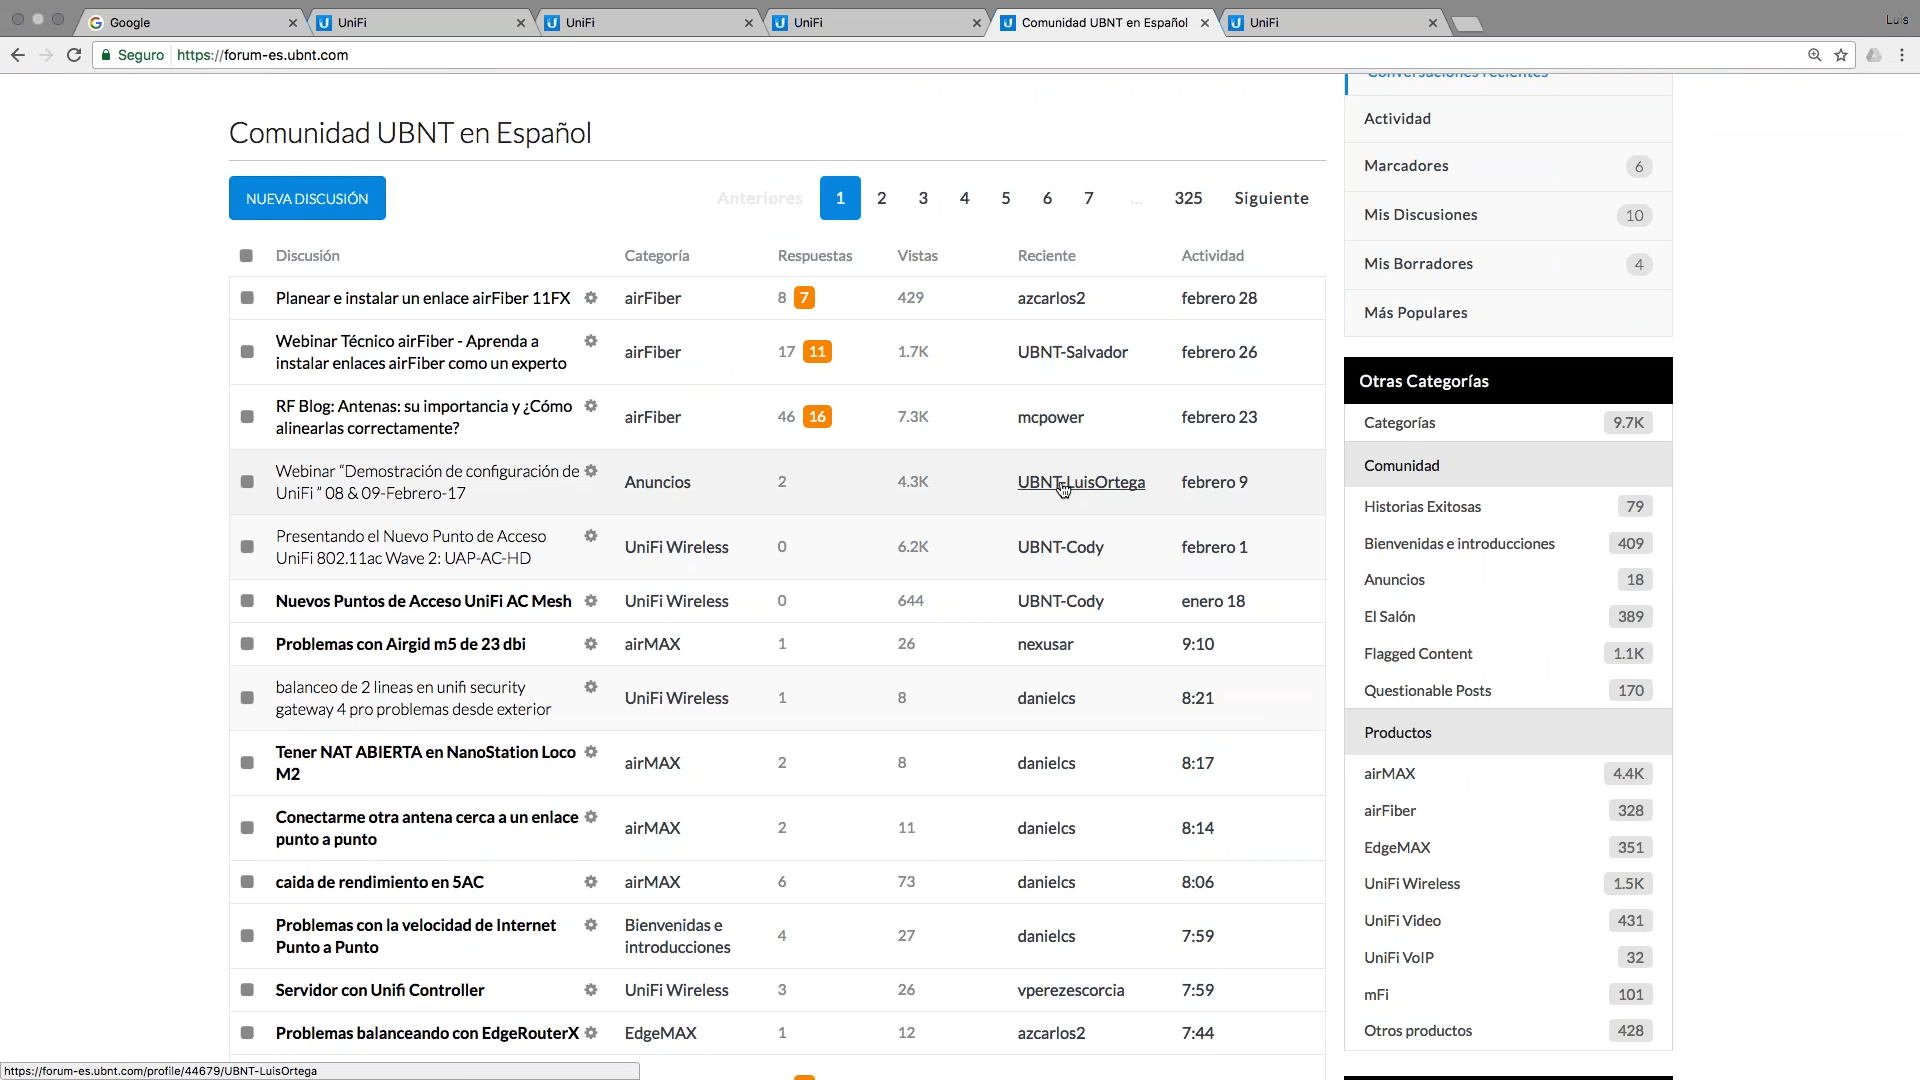 Google
UniFi
UniFi
UniFi
Comunidad UBNT en Español
UniFi
Luis
Seguro
https://forum-es.ubnt.com
Conversaciones recientes
Actividad
Marcadores 6
Mis Discusiones 10
Mis Borradores 4
Más Populares
Comunidad UBNT en Español
NUEVA DISCUSIÓN
Anteriores 1 2 3 4 5 6 7 ... 325 Siguiente
Discusión Categoría Respuestas Vistas Reciente Actividad
Planear e instalar un enlace airFiber 11FX airFiber 8 7 429 azcarlos2 febrero 28
Webinar Técnico airFiber - Aprenda a
instalar enlaces airFiber como un experto
airFiber 17 11 1.7K UBNT-Salvador febrero 26
RF Blog: Antenas: su importancia y ¿Cómo
alinearlas correctamente?
airFiber 46 16 7.3K mcpower febrero 23
Webinar “Demostración de configuración de
UniFi ” 08 & 09-Febrero-17
Anuncios 2 4.3K UBNT-LuisOrtega febrero 9
Presentando el Nuevo Punto de Acceso
UniFi 802.11ac Wave 2: UAP-AC-HD
UniFi Wireless 0 6.2K UBNT-Cody febrero 1
Nuevos Puntos de Acceso UniFi AC Mesh UniFi Wireless 0 644 UBNT-Cody enero 18
Problemas con Airgid m5 de 23 dbi airMAX 1 26 nexusar 9:10
balanceo de 2 lineas en unifi security
gateway 4 pro problemas desde exterior
UniFi Wireless 1 8 danielcs 8:21
Tener NAT ABIERTA en NanoStation Loco
M2
airMAX 2 8 danielcs 8:17
Conectarme otra antena cerca a un enlace
punto a punto
airMAX 2 11 danielcs 8:14
caida de rendimiento en 5AC airMAX 6 73 danielcs 8:06
Problemas con la velocidad de Internet
Punto a Punto
Bienvenidas e
introducciones
4 27 danielcs 7:59
Servidor con Unifi Controller UniFi Wireless 3 26 vperezescorcia 7:59
Problemas balanceando con EdgeRouterX EdgeMAX 1 12 azcarlos2 7:44
Otras Categorías
Categorías 9.7K
Comunidad
Historias Exitosas 79
Bienvenidas e introducciones 409
Anuncios 18
El Salón 389
Flagged Content 1.1K
Questionable Posts 170
Productos
airMAX 4.4K
airFiber 328
EdgeMAX 351
UniFi Wireless 1.5K
UniFi Video 431
UniFi VoIP 32
mFi 101
Otros productos 428
https://forum-es.ubnt.com/profile/44679/UBNT-LuisOrtega